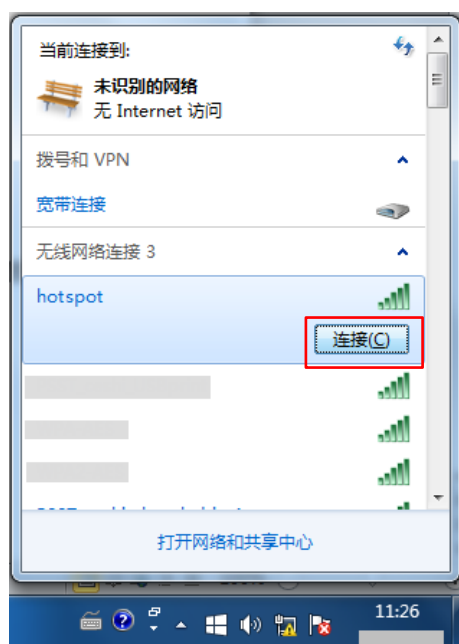 当前连接到:
未识别的网络
无 Internet 访问
拨号和 VPN
宽带连接
无线网络连接 3
hotspot
连接(C)
打开网络和共享中心
11:26